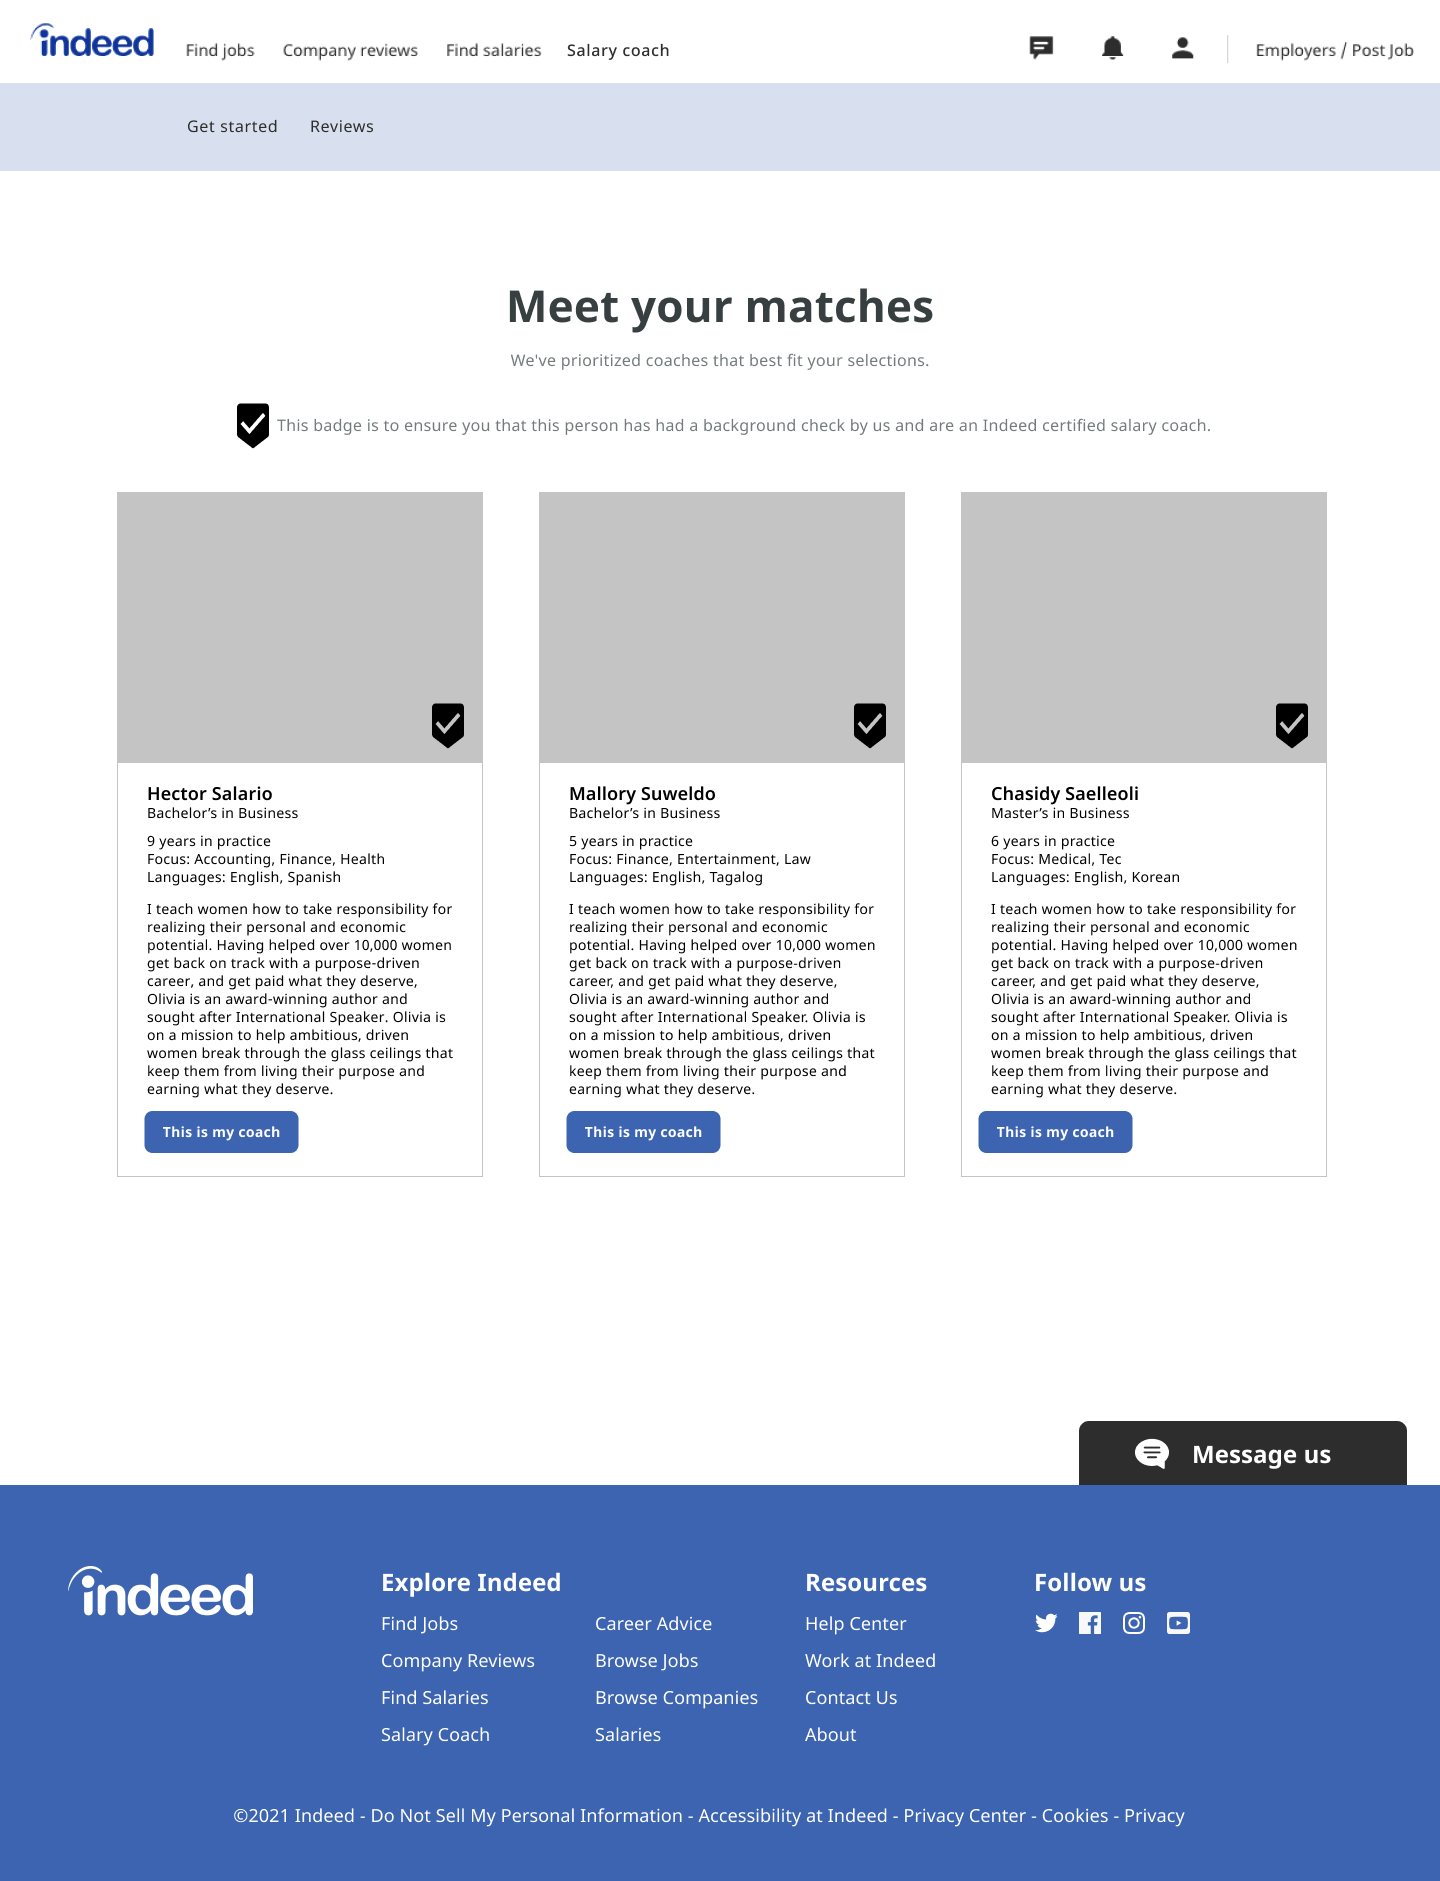 indeed Find jobs Company reviews Find salaries Salary coach Employers / Post Job
Get started Reviews
Meet your matches
We've prioritized coaches that best fit your selections.
This badge is to ensure you that this person has had a background check by us and are an Indeed certified salary coach.
Hector Salario
Bachelor’s in Business
9 years in practice
Focus: Accounting, Finance, Health
Languages: English, Spanish
I teach women how to take responsibility for
realizing their personal and economic
potential. Having helped over 10,000 women
get back on track with a purpose-driven
career, and get paid what they deserve,
Olivia is an award-winning author and
sought after International Speaker. Olivia is
on a mission to help ambitious, driven
women break through the glass ceilings that
keep them from living their purpose and
earning what they deserve.
This is my coach
Mallory Suweldo
Bachelor’s in Business
5 years in practice
Focus: Finance, Entertainment, Law
Languages: English, Tagalog
I teach women how to take responsibility for
realizing their personal and economic
potential. Having helped over 10,000 women
get back on track with a purpose-driven
career, and get paid what they deserve,
Olivia is an award-winning author and
sought after International Speaker. Olivia is
on a mission to help ambitious, driven
women break through the glass ceilings that
keep them from living their purpose and
earning what they deserve.
This is my coach
Chasidy Saelleoli
Master’s in Business
6 years in practice
Focus: Medical, Tec
Languages: English, Korean
I teach women how to take responsibility for
realizing their personal and economic
potential. Having helped over 10,000 women
get back on track with a purpose-driven
career, and get paid what they deserve,
Olivia is an award-winning author and
sought after International Speaker. Olivia is
on a mission to help ambitious, driven
women break through the glass ceilings that
keep them from living their purpose and
earning what they deserve.
This is my coach
Message us
indeed
Explore Indeed
Find Jobs
Company Reviews
Find Salaries
Salary Coach
Career Advice
Browse Jobs
Browse Companies
Salaries
Resources
Help Center
Work at Indeed
Contact Us
About
Follow us
©2021 Indeed - Do Not Sell My Personal Information - Accessibility at Indeed - Privacy Center - Cookies - Privacy